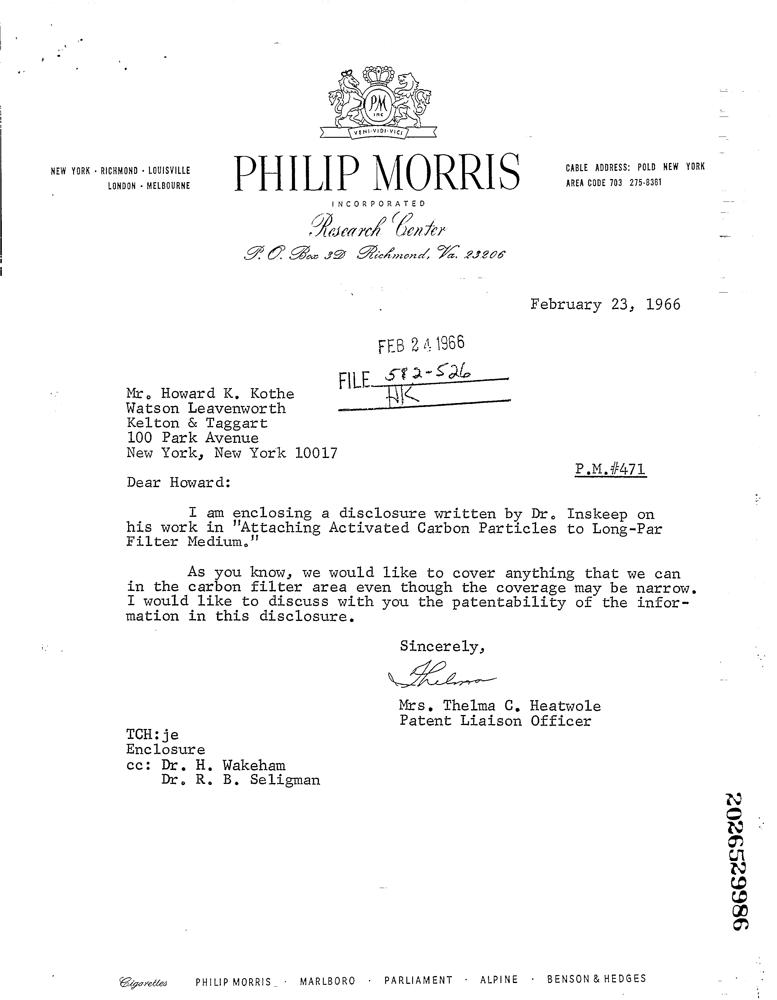 PM
INC
VENI·VIDI·VICI
NEW YORK · RICHMOND · LOUISVILLE
LONDON · MELBOURNE
PHILIP MORRIS
INCORPORATED
Research Center
P. O. Box 3D Richmond, Va. 23206
CABLE ADDRESS: POLD NEW YORK
AREA CODE 703 275-8361
February 23, 1966
FEB 24 1966
FILE 582-526
HK
Mr. Howard K. Kothe
Watson Leavenworth
Kelton & Taggart
100 Park Avenue
New York, New York 10017
P.M.#471
Dear Howard:
I am enclosing a disclosure written by Dr. Inskeep on
his work in "Attaching Activated Carbon Particles to Long-Par
Filter Medium."
As you know, we would like to cover anything that we can
in the carbon filter area even though the coverage may be narrow.
I would like to discuss with you the patentability of the infor-
mation in this disclosure.
Sincerely,
Thelma
Mrs. Thelma C. Heatwole
Patent Liaison Officer
TCH:je
Enclosure
cc: Dr. H. Wakeham
Dr. R. B. Seligman
2026529986
Cigarettes PHILIP MORRIS · MARLBORO · PARLIAMENT · ALPINE · BENSON & HEDGES